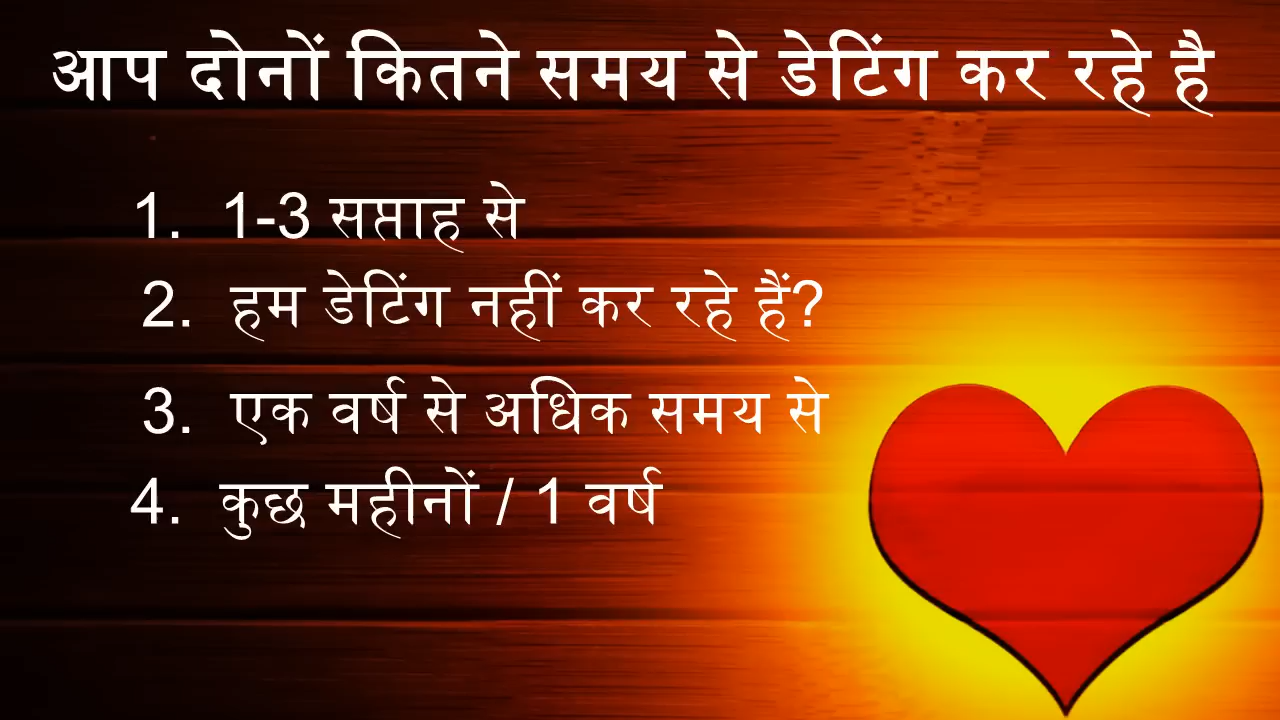 आप दोनों कितने समय से डेटिंग कर रहे है
1. 1-3 सप्ताह से
2. हम डेटिंग नहीं कर रहे हैं?
3. एक वर्ष से अधिक समय से
4. कुछ महीनों / 1 वर्ष